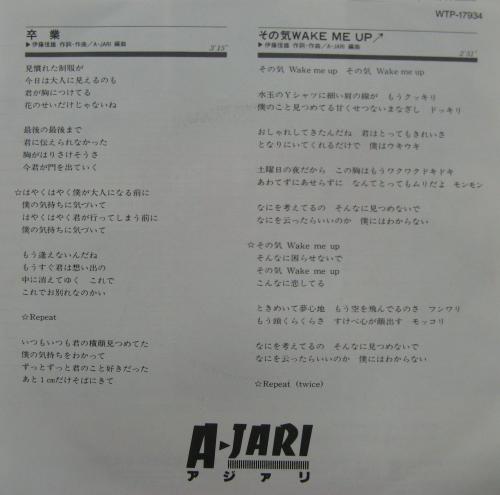 WTP-17934
卒 業
▶伊藤恒雄 作詞・作曲/A-JARI 編曲
3'15"
見慣れた制服が
今日は大人に見えるのも
君が胸につけてる
花のせいだけじゃないね
最後の最後まで
君に伝えられなかった
胸がはりさけそうさ
今君が門を出ていく
☆はやくはやく僕が大人になる前に
僕の気持ちに気づいて
はやくはやく君が行ってしまう前に
僕の気持ちに気づいて
もう逢えないんだね
もうすぐ君は想い出の
中に消えてゆく これで
これでお別れなのかい
☆Repeat
いつもいつも君の横顔見つめてた
僕の気持ちをわかって
ずっとずっと君のこと好きだった
あと1cmだけそばにきて
その気WAKE ME UP↗
▶伊藤恒雄 作詞・作曲/A-JARI 編曲
2'51"
その気 Wake me up その気 Wake me up
水玉のYシャツに細い肩の線が もうクッキリ
僕のこと見つめてる甘くせつないまなざし ドッキリ
おしゃれしてきたんだね 君はとってもきれいさ
となりにいてくれるだけで 僕はウキウキ
土曜日の夜だから この胸はもうワクワクドキドキ
あわてずにあせらずに なんてとってもムリだよ モンモン
なにを考えてるの そんなに見つめないで
なにを云ったらいいのか 僕にはわからない
☆その気 Wake me up
そんなに困らせないで
その気 Wake me up
こんなに恋してる
ときめいて夢心地 もう空を飛んでるのさ フンワリ
もう頭くらくらさ すけべ心が顔出す モッコリ
なにを考えてるの そんなに見つめないで
なにを云ったらいいのか 僕にはわからない
☆Repeat (twice)
A▶JARI
アジャリ